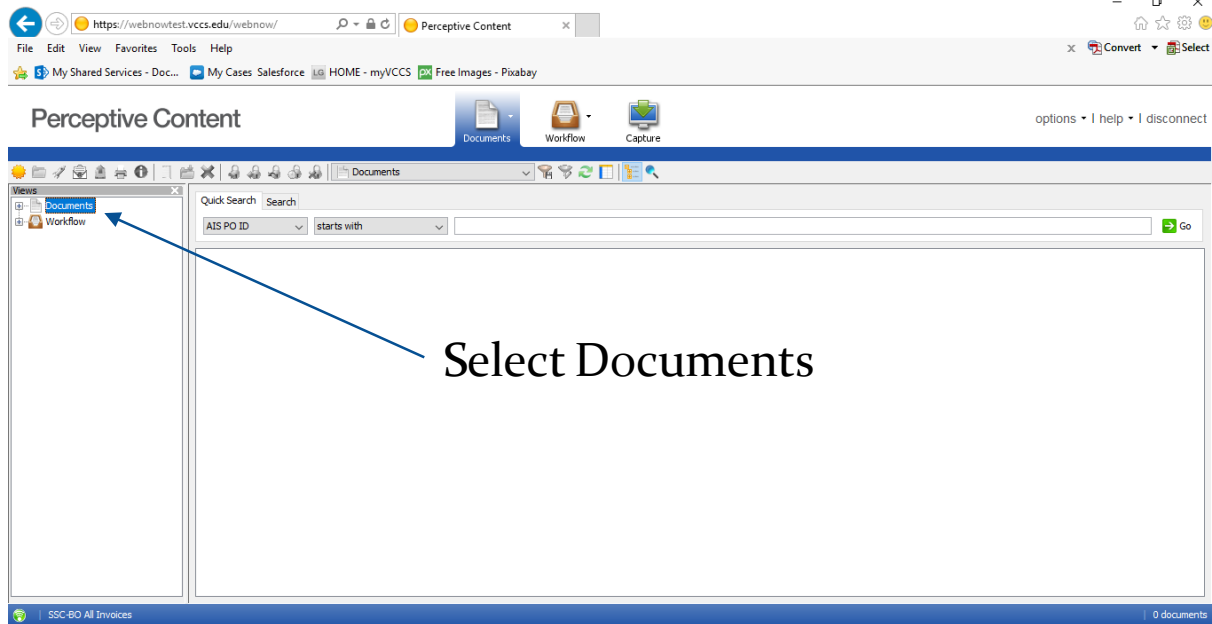 https://webnowtest.vccs.edu/webnow/
Perceptive Content
File Edit View Favorites Tools Help
Convert
Select
My Shared Services - Doc...
My Cases Salesforce
LG HOME - myVCCS
px Free Images - Pixabay
Perceptive Content
Documents
Workflow
Capture
options
help
disconnect
Documents
Views
Documents
Workflow
Quick Search
Search
AIS PO ID
starts with
Go
Select Documents
SSC-BO All Invoices
0 documents